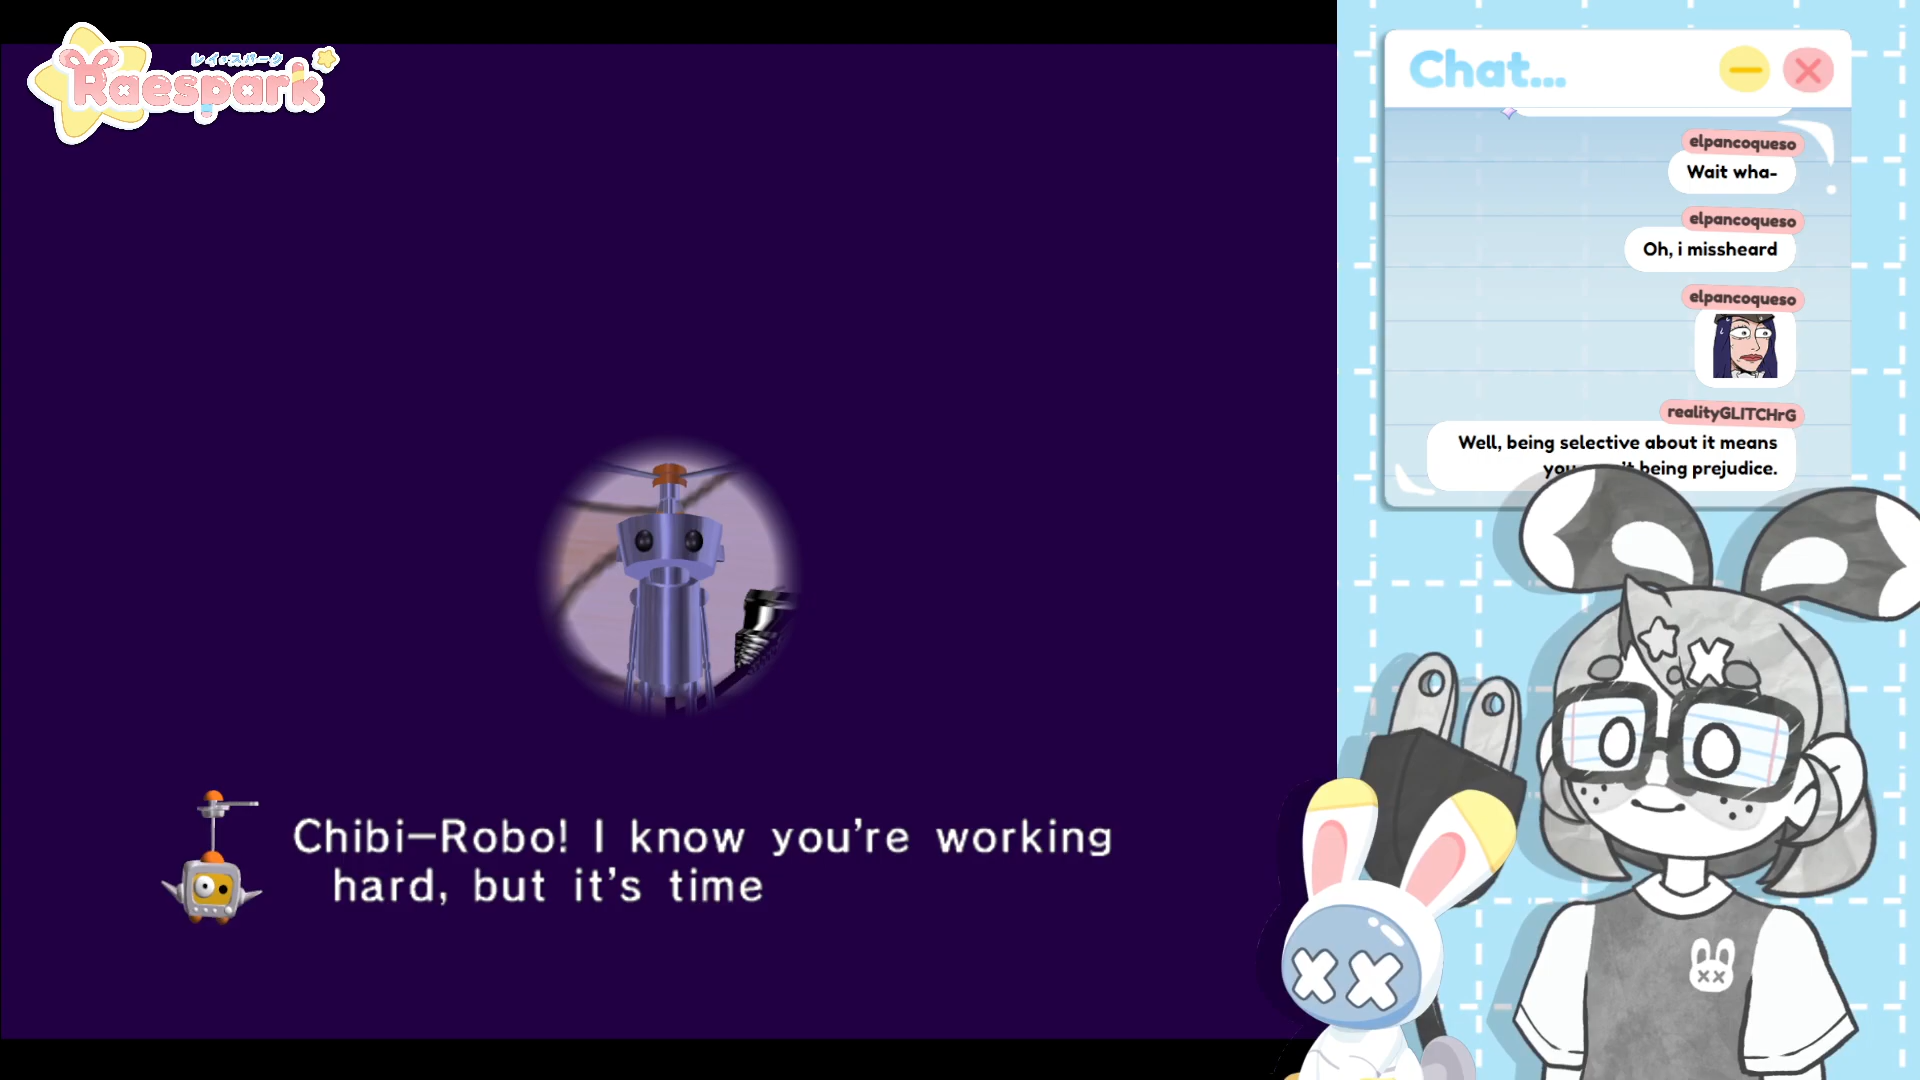 レイ・スパーク
Raespark
Chat...
elpancoqueso
Wait wha-
elpancoqueso
Oh, i missheard
elpancoqueso
realityGLITCHrG
Well, being selective about it means
being prejudice.
Chibi-Robo! I know you're working
hard, but it's time